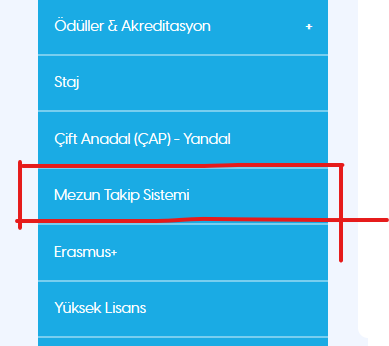 Ödüller & Akreditasyon +
Staj
Çift Anadal (ÇAP) - Yandal
Mezun Takip Sistemi
Erasmus+
Yüksek Lisans